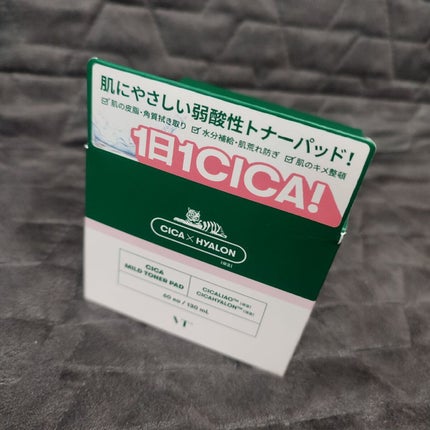 肌にやさしい弱酸性トナーパッド!
肌の皮脂・角質拭き取り 水分補給・肌荒れ防ぎ 肌のキメ整頓
1日1CICA!
CICA × HYALON
CICA
MILD TONER PAD
CICALIAO™
CICAHYALON™
60 ea / 130 mL
VT